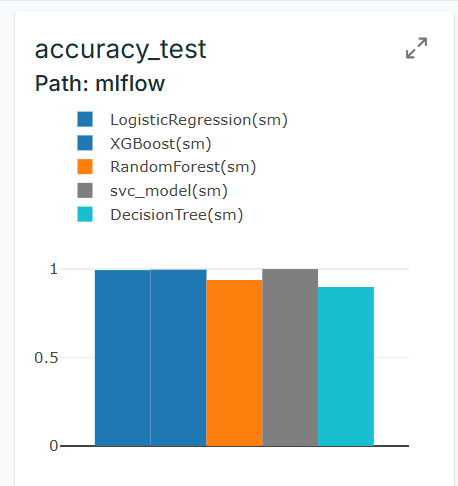 accuracy_test
Path: mlflow
LogisticRegression(sm)
XGBoost(sm)
RandomForest(sm)
svc_model(sm)
DecisionTree(sm)
1
0.5
0